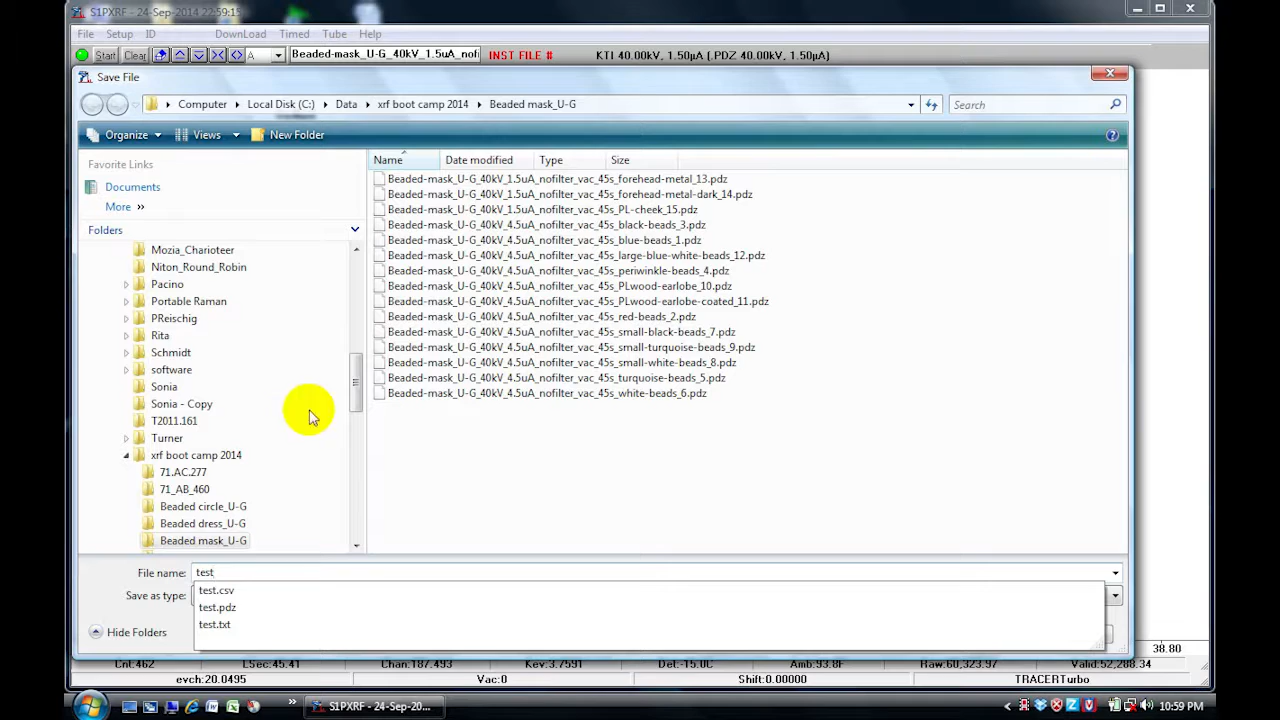 S1PXRF - 24-Sep-2014 22:59:15
File Setup ID DownLoad Timed Tube Help
Start Clear A Beaded-mask_U-G_40kV_1.5uA_nofi INST FILE # KTI 40.00kV, 1.50µA (.PDZ 40.00kV, 1.50µA)
Save File
Computer Local Disk (C:) Data xrf boot camp 2014 Beaded mask_U-G Search
Organize Views New Folder
Favorite Links
Documents
More »
Folders
Mozia_Charioteer
Niton_Round_Robin
Pacino
Portable Raman
PReischig
Rita
Schmidt
software
Sonia
Sonia - Copy
T2011.161
Turner
xrf boot camp 2014
71.AC.277
71_AB_460
Beaded circle_U-G
Beaded dress_U-G
Beaded mask_U-G
Name Date modified Type Size
Beaded-mask_U-G_40kV_1.5uA_nofilter_vac_45s_forehead-metal_13.pdz
Beaded-mask_U-G_40kV_1.5uA_nofilter_vac_45s_forehead-metal-dark_14.pdz
Beaded-mask_U-G_40kV_1.5uA_nofilter_vac_45s_PL-cheek_15.pdz
Beaded-mask_U-G_40kV_4.5uA_nofilter_vac_45s_black-beads_3.pdz
Beaded-mask_U-G_40kV_4.5uA_nofilter_vac_45s_blue-beads_1.pdz
Beaded-mask_U-G_40kV_4.5uA_nofilter_vac_45s_large-blue-white-beads_12.pdz
Beaded-mask_U-G_40kV_4.5uA_nofilter_vac_45s_periwinkle-beads_4.pdz
Beaded-mask_U-G_40kV_4.5uA_nofilter_vac_45s_PLwood-earlobe_10.pdz
Beaded-mask_U-G_40kV_4.5uA_nofilter_vac_45s_PLwood-earlobe-coated_11.pdz
Beaded-mask_U-G_40kV_4.5uA_nofilter_vac_45s_red-beads_2.pdz
Beaded-mask_U-G_40kV_4.5uA_nofilter_vac_45s_small-black-beads_7.pdz
Beaded-mask_U-G_40kV_4.5uA_nofilter_vac_45s_small-turquoise-beads_9.pdz
Beaded-mask_U-G_40kV_4.5uA_nofilter_vac_45s_small-white-beads_8.pdz
Beaded-mask_U-G_40kV_4.5uA_nofilter_vac_45s_turquoise-beads_5.pdz
Beaded-mask_U-G_40kV_4.5uA_nofilter_vac_45s_white-beads_6.pdz
File name: test
test.csv
Save as type:
test.pdz
test.txt
Hide Folders
38.80
Cnt:462 LSec:45.41 Chan:187.493 Kev:3.7591 Det:-15.0C Amb:93.8F Raw:60,323.97 Valid:52,288.34
evch:20.0495 Vac:0 Shift:0.00000 TRACERTurbo
S1PXRF - 24-Sep-20... 10:59 PM